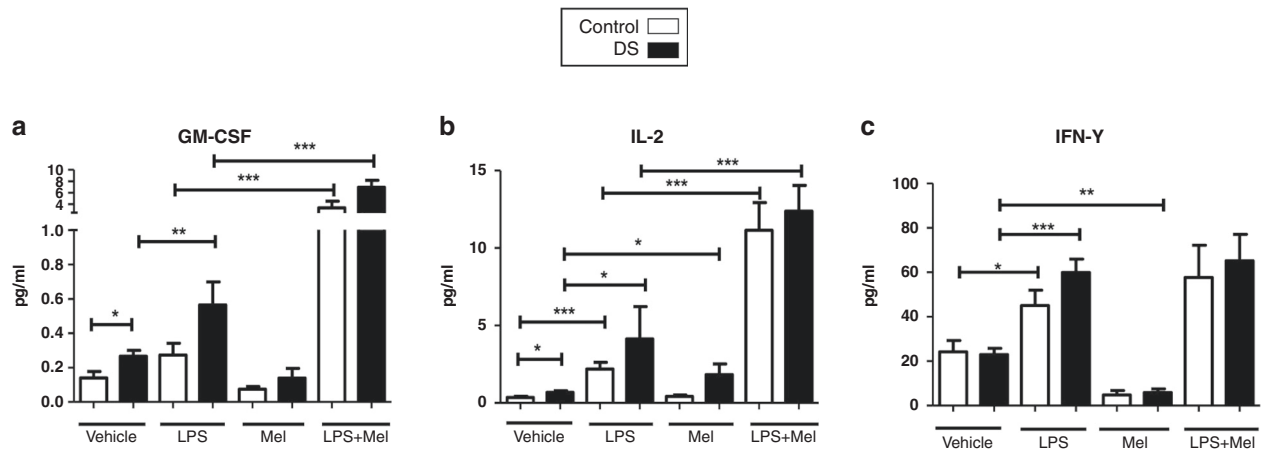 Control
DS
a
GM-CSF
***
***
**
*
10
8
6
4
1.0
0.8
0.6
0.4
0.2
0.0
pg/ml
Vehicle LPS Mel LPS+Mel
b
IL-2
***
***
*
*
***
*
15
10
5
0
pg/ml
Vehicle LPS Mel LPS+Mel
c
IFN-Y
**
***
*
100
80
60
40
20
0
pg/ml
Vehicle LPS Mel LPS+Mel